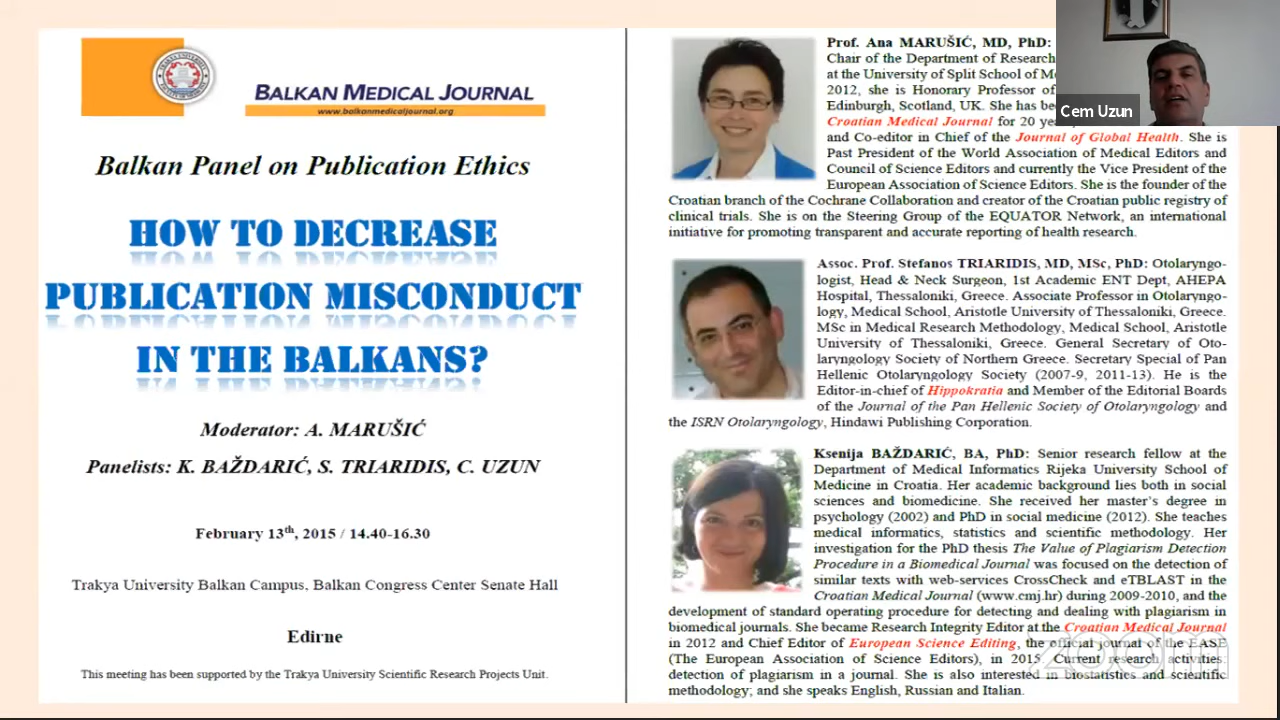 BALKAN MEDICAL JOURNAL
www.balkanmedicaljournal.org
Balkan Panel on Publication Ethics
HOW TO DECREASE
PUBLICATION MISCONDUCT
IN THE BALKANS?
Moderator: A. MARUŠIĆ
Panelists: K. BAŽDARIĆ, S. TRIARIDIS, C. UZUN
February 13th, 2015 / 14.40-16.30
Trakya University Balkan Campus, Balkan Congress Center Senate Hall
Edirne
This meeting has been supported by the Trakya University Scientific Research Projects Unit.
Prof. Ana MARUŠIĆ, MD, PhD:
Chair of the Department of Research
at the University of Split School of
2012, she is Honorary Professor of
Edinburgh, Scotland, UK. She has
Croatian Medical Journal for 20
and Co-editor in Chief of the Journal of Global Health. She is
Past President of the World Association of Medical Editors and
Council of Science Editors and currently the Vice President of the
European Association of Science Editors. She is the founder of the
Croatian branch of the Cochrane Collaboration and creator of the Croatian public registry of
clinical trials. She is on the Steering Group of the EQUATOR Network, an international
initiative for promoting transparent and accurate reporting of health research.
Assoc. Prof. Stefanos TRIARIDIS, MD, MSc, PhD: Otolaryngo-
logist, Head & Neck Surgeon, 1st Academic ENT Dept, AHEPA
Hospital, Thessaloniki, Greece. Associate Professor in Otolaryngo-
logy, Medical School, Aristotle University of Thessaloniki, Greece.
MSc in Medical Research Methodology, Medical School, Aristotle
University of Thessaloniki, Greece. General Secretary of Oto-
laryngology Society of Northern Greece. Secretary Special of Pan
Hellenic Otolaryngology Society (2007-9, 2011-13). He is the
Editor-in-chief of Hippokratia and Member of the Editorial Boards
of the Journal of the Pan Hellenic Society of Otolaryngology and
the ISRN Otolaryngology, Hindawi Publishing Corporation.
Ksenija BAŽDARIĆ, BA, PhD: Senior research fellow at the
Department of Medical Informatics Rijeka University School of
Medicine in Croatia. Her academic background lies both in social
sciences and biomedicine. She received her master's degree in
psychology (2002) and PhD in social medicine (2012). She teaches
medical informatics, statistics and scientific methodology. Her
investigation for the PhD thesis The Value of Plagiarism Detection
Procedure in a Biomedical Journal was focused on the detection of
similar texts with web-services CrossCheck and eTBLAST in the
Croatian Medical Journal (www.cmj.hr) during 2009-2010, and the
development of standard operating procedure for detecting and dealing with plagiarism in
biomedical journals. She became Research Integrity Editor at the Croatian Medical Journal
in 2012 and Chief Editor of European Science Editing, the official journal of the EASE
(The European Association of Science Editors), in 2015. Current research activities:
detection of plagiarism in a journal. She is also interested in biostatistics and scientific
methodology; and she speaks English, Russian and Italian.
Cem Uzun
zoom